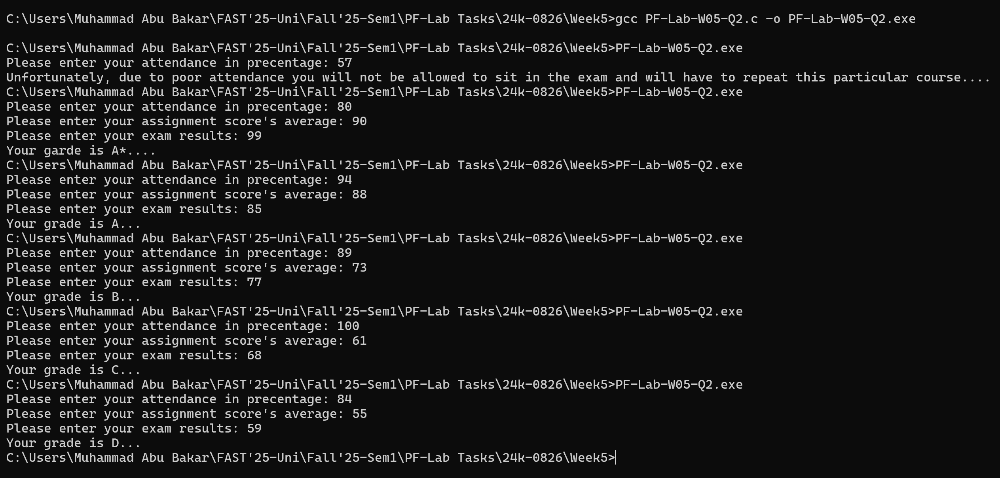 C:\Users\Muhammad Abu Bakar\FAST'25-Uni\Fall'25-Sem1\PF-Lab Tasks\24k-0826\Week5>gcc PF-Lab-W05-Q2.c -o PF-Lab-W05-Q2.exe
C:\Users\Muhammad Abu Bakar\FAST'25-Uni\Fall'25-Sem1\PF-Lab Tasks\24k-0826\Week5>PF-Lab-W05-Q2.exe
Please enter your attendance in precentage: 57
Unfortunately, due to poor attendance you will not be allowed to sit in the exam and will have to repeat this particular course....
C:\Users\Muhammad Abu Bakar\FAST'25-Uni\Fall'25-Sem1\PF-Lab Tasks\24k-0826\Week5>PF-Lab-W05-Q2.exe
Please enter your attendance in precentage: 80
Please enter your assignment score's average: 90
Please enter your exam results: 99
Your garde is A*....
C:\Users\Muhammad Abu Bakar\FAST'25-Uni\Fall'25-Sem1\PF-Lab Tasks\24k-0826\Week5>PF-Lab-W05-Q2.exe
Please enter your attendance in precentage: 94
Please enter your assignment score's average: 88
Please enter your exam results: 85
Your grade is A...
C:\Users\Muhammad Abu Bakar\FAST'25-Uni\Fall'25-Sem1\PF-Lab Tasks\24k-0826\Week5>PF-Lab-W05-Q2.exe
Please enter your attendance in precentage: 89
Please enter your assignment score's average: 73
Please enter your exam results: 77
Your grade is B...
C:\Users\Muhammad Abu Bakar\FAST'25-Uni\Fall'25-Sem1\PF-Lab Tasks\24k-0826\Week5>PF-Lab-W05-Q2.exe
Please enter your attendance in precentage: 100
Please enter your assignment score's average: 61
Please enter your exam results: 68
Your grade is C...
C:\Users\Muhammad Abu Bakar\FAST'25-Uni\Fall'25-Sem1\PF-Lab Tasks\24k-0826\Week5>PF-Lab-W05-Q2.exe
Please enter your attendance in precentage: 84
Please enter your assignment score's average: 55
Please enter your exam results: 59
Your grade is D...
C:\Users\Muhammad Abu Bakar\FAST'25-Uni\Fall'25-Sem1\PF-Lab Tasks\24k-0826\Week5>